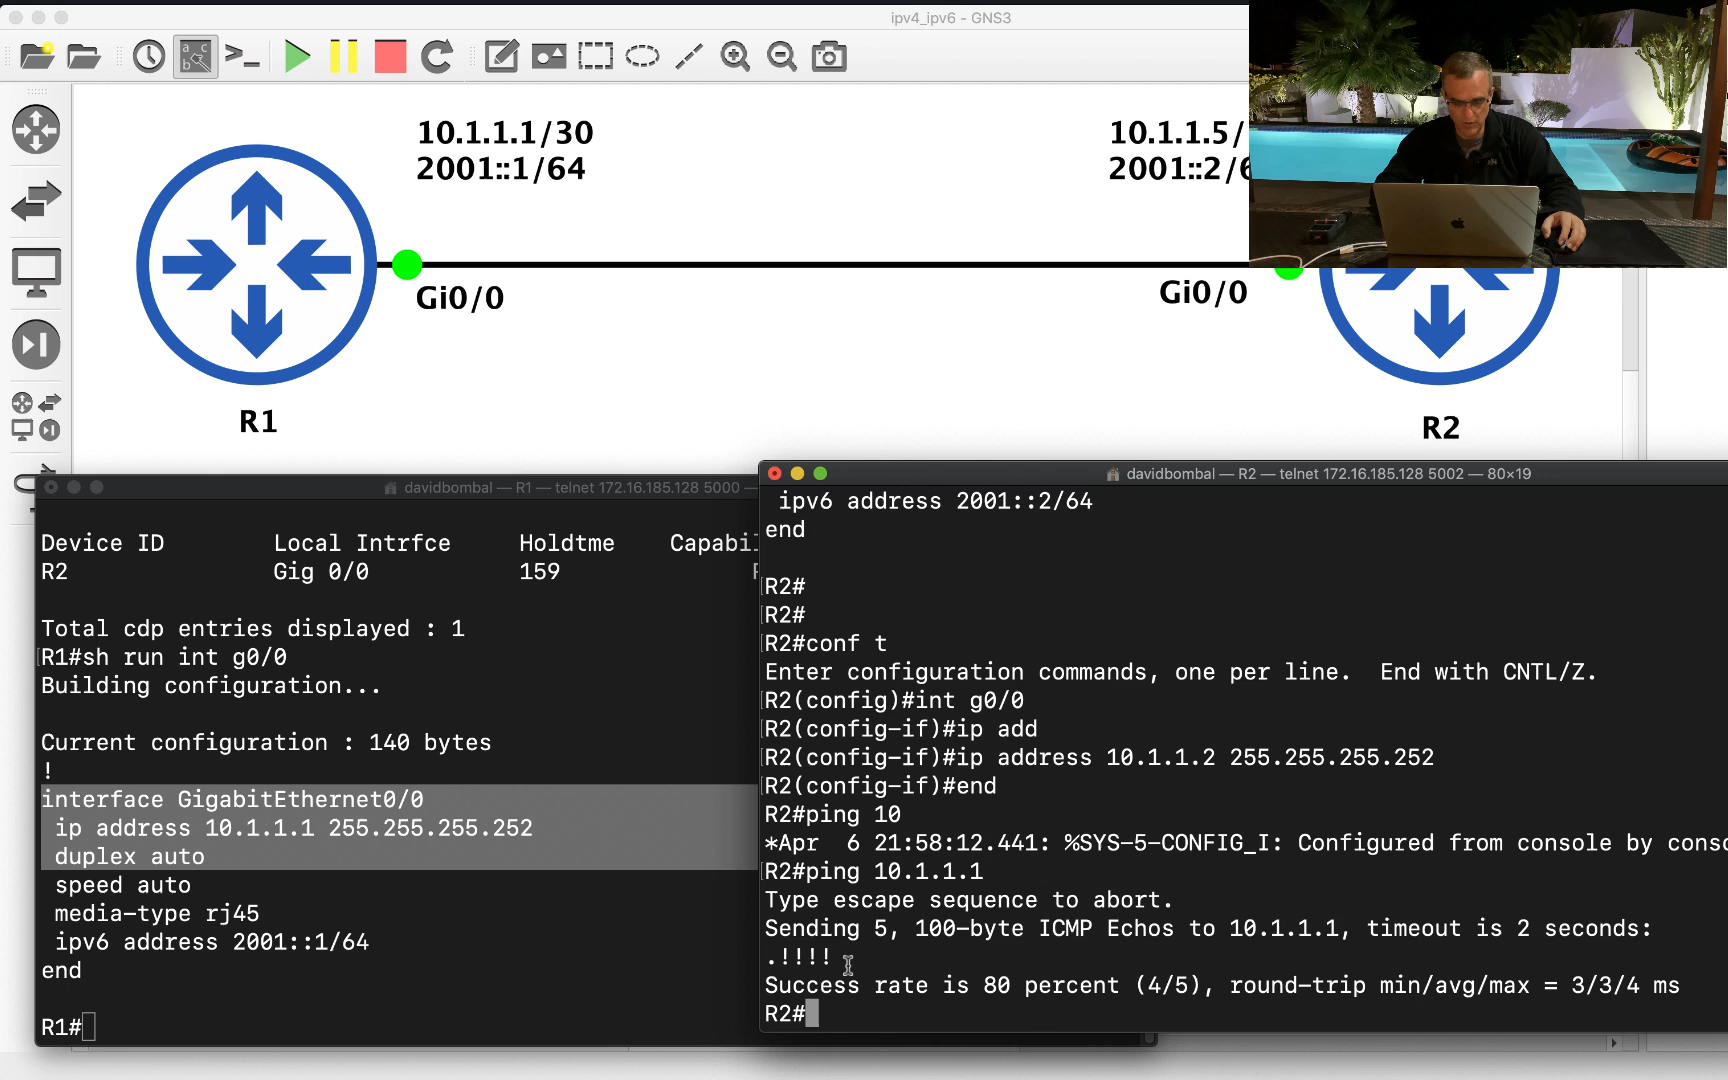 ipv4_ipv6 - GNS3
10.1.1.1/30
2001::1/64
10.1.1.5/
2001::2/6
Gi0/0
Gi0/0
R1
R2
davidbombal — R1 — telnet 172.16.185.128 5000 —
Device ID Local Intrfce Holdtme Capabil
R2 Gig 0/0 159
Total cdp entries displayed : 1
R1#sh run int g0/0
Building configuration...
Current configuration : 140 bytes
!
interface GigabitEthernet0/0
ip address 10.1.1.1 255.255.255.252
duplex auto
speed auto
media-type rj45
ipv6 address 2001::1/64
end
R1#
davidbombal — R2 — telnet 172.16.185.128 5002 — 80×19
ipv6 address 2001::2/64
end
R2#
R2#
R2#conf t
Enter configuration commands, one per line. End with CNTL/Z.
R2(config)#int g0/0
R2(config-if)#ip add
R2(config-if)#ip address 10.1.1.2 255.255.255.252
R2(config-if)#end
R2#ping 10
*Apr 6 21:58:12.441: %SYS-5-CONFIG_I: Configured from console by conso
R2#ping 10.1.1.1
Type escape sequence to abort.
Sending 5, 100-byte ICMP Echos to 10.1.1.1, timeout is 2 seconds:
.!!!!
Success rate is 80 percent (4/5), round-trip min/avg/max = 3/3/4 ms
R2#